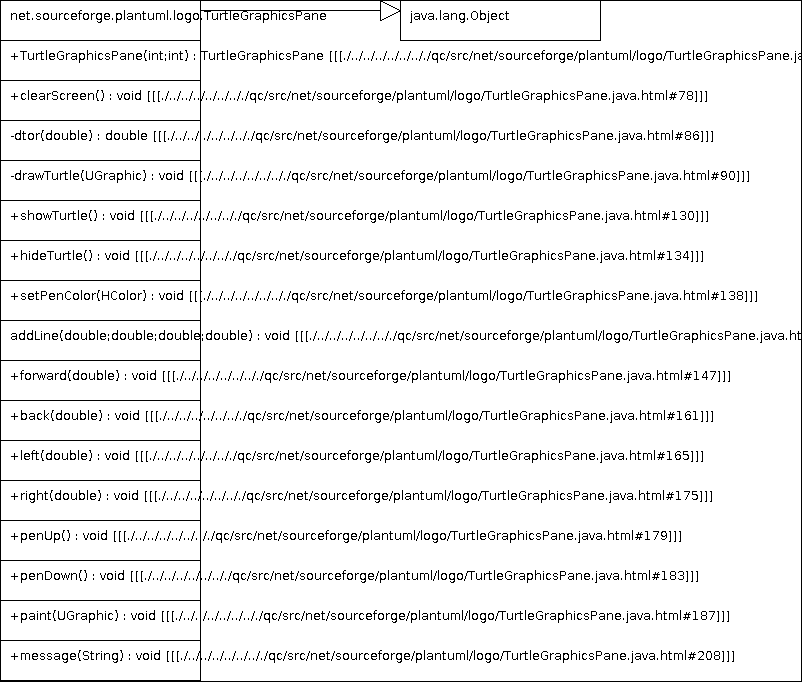 net.sourceforge.plantuml.logo.TurtleGraphicsPane
java.lang.Object
+TurtleGraphicsPane(int;int) : TurtleGraphicsPane [[[./../../../../../././qc/src/net/sourceforge/plantuml/logo/TurtleGraphicsPane.ja
+clearScreen() : void [[[./../../../../../././qc/src/net/sourceforge/plantuml/logo/TurtleGraphicsPane.java.html#78]]]
-dtor(double) : double [[[./../../../../../././qc/src/net/sourceforge/plantuml/logo/TurtleGraphicsPane.java.html#86]]]
-drawTurtle(UGraphic) : void [[[./../../../../../././qc/src/net/sourceforge/plantuml/logo/TurtleGraphicsPane.java.html#90]]]
+showTurtle() : void [[[./../../../../../././qc/src/net/sourceforge/plantuml/logo/TurtleGraphicsPane.java.html#130]]]
+hideTurtle() : void [[[./../../../../../././qc/src/net/sourceforge/plantuml/logo/TurtleGraphicsPane.java.html#134]]]
+setPenColor(HColor) : void [[[./../../../../../././qc/src/net/sourceforge/plantuml/logo/TurtleGraphicsPane.java.html#138]]]
addLine(double;double;double;double) : void [[[./../../../../../././qc/src/net/sourceforge/plantuml/logo/TurtleGraphicsPane.java.ht
+forward(double) : void [[[./../../../../../././qc/src/net/sourceforge/plantuml/logo/TurtleGraphicsPane.java.html#147]]]
+back(double) : void [[[./../../../../../././qc/src/net/sourceforge/plantuml/logo/TurtleGraphicsPane.java.html#161]]]
+left(double) : void [[[./../../../../../././qc/src/net/sourceforge/plantuml/logo/TurtleGraphicsPane.java.html#165]]]
+right(double) : void [[[./../../../../../././qc/src/net/sourceforge/plantuml/logo/TurtleGraphicsPane.java.html#175]]]
+penUp() : void [[[./../../../../../././qc/src/net/sourceforge/plantuml/logo/TurtleGraphicsPane.java.html#179]]]
+penDown() : void [[[./../../../../../././qc/src/net/sourceforge/plantuml/logo/TurtleGraphicsPane.java.html#183]]]
+paint(UGraphic) : void [[[./../../../../../././qc/src/net/sourceforge/plantuml/logo/TurtleGraphicsPane.java.html#187]]]
+message(String) : void [[[./../../../../../././qc/src/net/sourceforge/plantuml/logo/TurtleGraphicsPane.java.html#208]]]